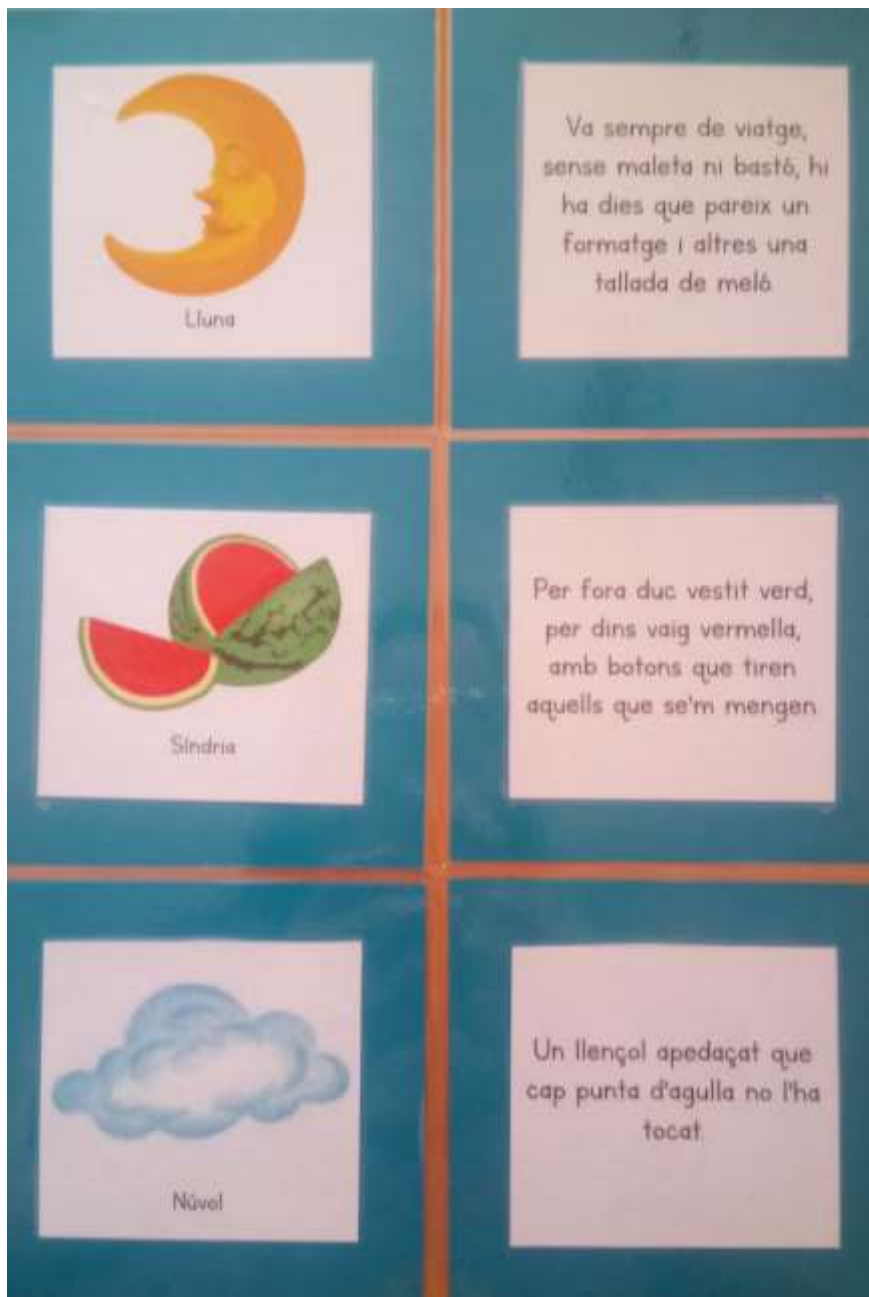 Lluna
Va sempre de viatge,
sense maleta ni bastó, hi
ha dies que pareix un
formatge i altres una
tallada de meló
Síndria
Per fora duc vestit verd,
per dins vaig vermella,
amb botons que tiren
aquells que se'm mengen
Núvol
Un llençol apedaçat que
cap punta d'agulla no l'ha
tocat.